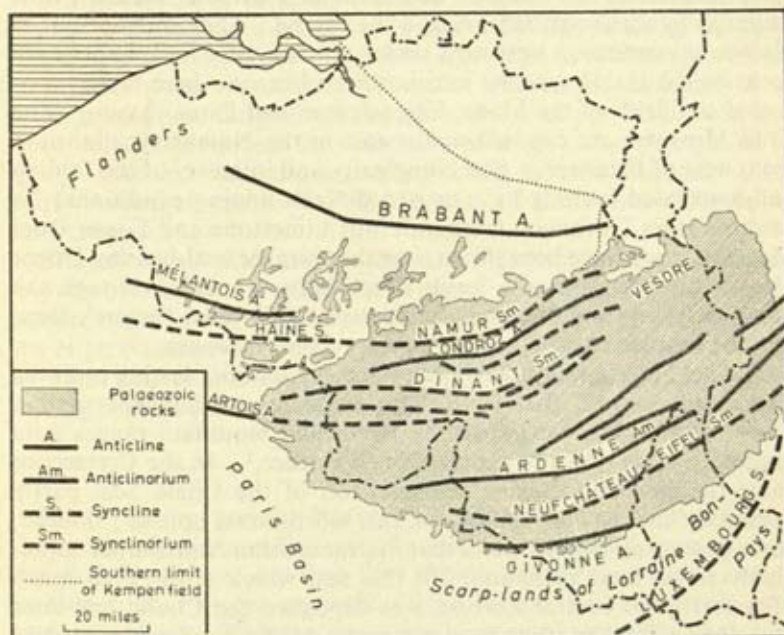 Flanders
BRABANT A.
MÉLANTOIS A.
HAINE S.
NAMUR Sm.
CONDROZ A.
VESDRE
DINANT Sm.
ARTOIS A.
ARDENNE Am.
NEUFCHÂTEAU-EIFEL Sm.
GIVONNE A.
LUXEMBOURG S.
Paris Basin
Scarp-lands of Lorraine
Bon-
Pays
Palaeozoic
rocks
A. Anticline
Am. Anticlinorium
S. Syncline
Sm. Synclinorium
Southern limit
of Kempenfield
20 miles